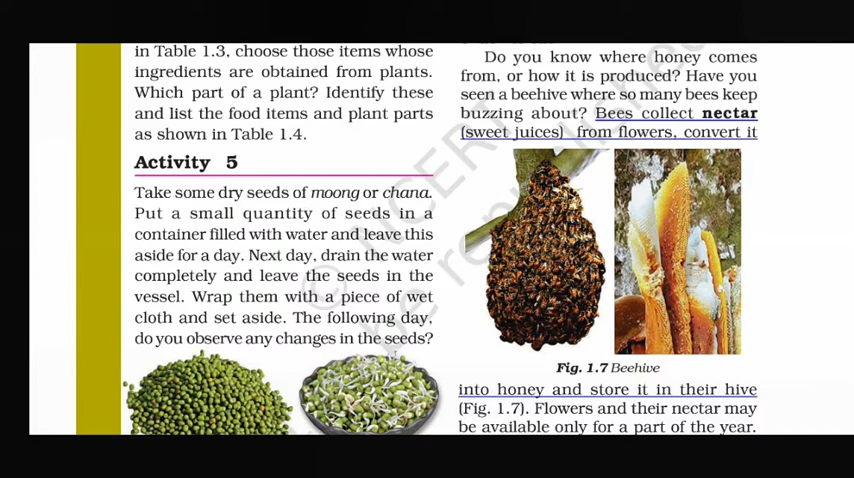 in Table 1.3, choose those items whose
ingredients are obtained from plants.
Which part of a plant? Identify these
and list the food items and plant parts
as shown in Table 1.4.
Activity 5
Take some dry seeds of moong or chana.
Put a small quantity of seeds in a
container filled with water and leave this
aside for a day. Next day, drain the water
completely and leave the seeds in the
vessel. Wrap them with a piece of wet
cloth and set aside. The following day,
do you observe any changes in the seeds?
Do you know where honey comes
from, or how it is produced? Have you
seen a beehive where so many bees keep
buzzing about? Bees collect nectar
(sweet juices) from flowers, convert it
Fig. 1.7 Beehive
into honey and store it in their hive
(Fig. 1.7). Flowers and their nectar may
be available only for a part of the year.
© NCERT
be republished